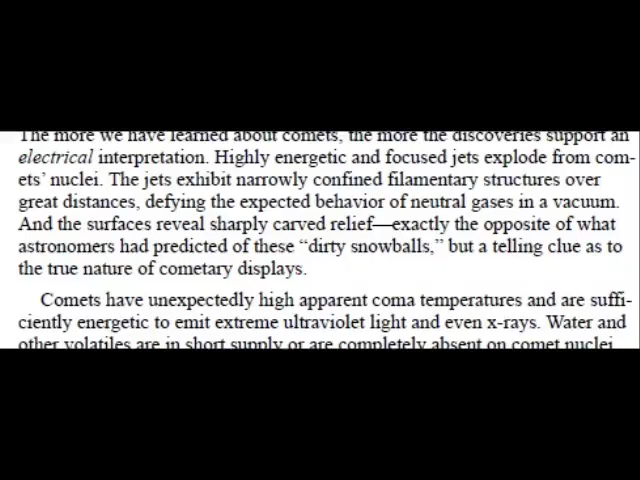 The more we have learned about comets, the more the discoveries support an
electrical interpretation. Highly energetic and focused jets explode from com-
ets’ nuclei. The jets exhibit narrowly confined filamentary structures over
great distances, defying the expected behavior of neutral gases in a vacuum.
And the surfaces reveal sharply carved relief—exactly the opposite of what
astronomers had predicted of these “dirty snowballs,” but a telling clue as to
the true nature of cometary displays.
Comets have unexpectedly high apparent coma temperatures and are suffi-
ciently energetic to emit extreme ultraviolet light and even x-rays. Water and
other volatiles are in short supply or are completely absent on comet nuclei